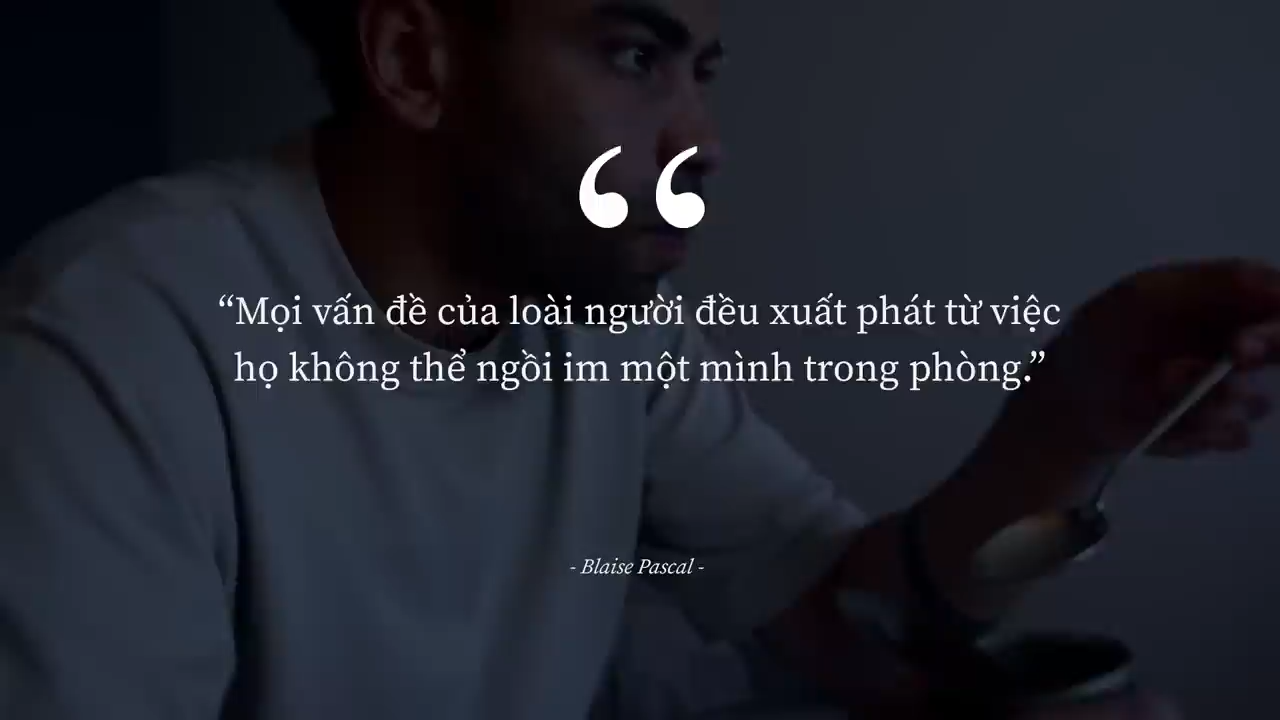 “Mọi vấn đề của loài người đều xuất phát từ việc
họ không thể ngồi im một mình trong phòng.”
- Blaise Pascal -